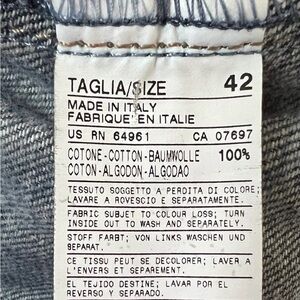 TAGLIA/SIZE 42
MADE IN ITALY
FABRIQUE EN ITALIE
US RN 64961 CA 07697
COTONE-COTTON-BAUMWOLLE 100%
COTON-ALGODON-ALGODAO
TESSUTO SOGGETTO A PERDITA DI COLORE;
LAVARE A ROVESCIO E SEPARATAMENTE.
FABRIC SUBJET TO COLOUR LOSS; TURN
INSIDE OUT TO WASH AND SEPARATELY.
STOFF FARBT; VON LINKS WASCHEN UND
SEPARAT.
CE TISSU PEUT SE DECOLORER; LAVER A
L'ENVERS ET SEPAREMENT.
EL TEJIDO DESTINE; LAVAR POR EL
REVERSO Y SEPARADO.